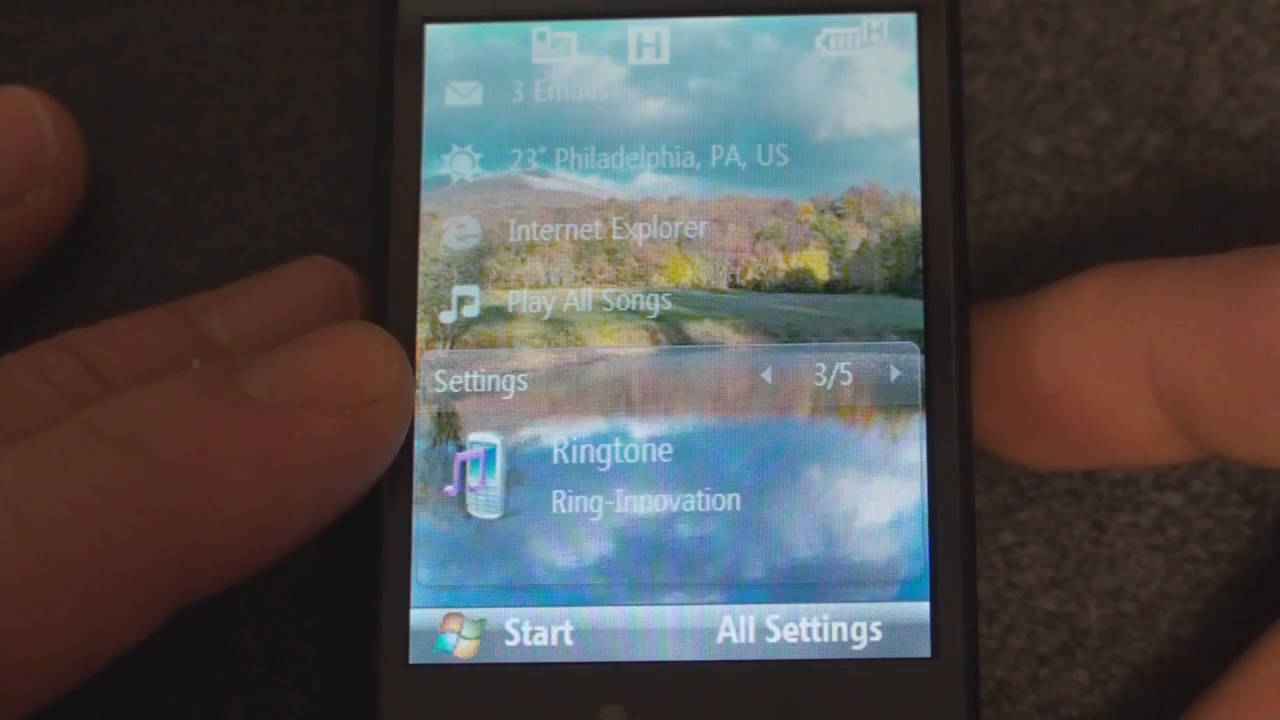 H
H
3 Emails
23° Philadelphia, PA, US
Internet Explorer
Play All Songs
Settings 3/5
Ringtone
Ring-Innovation
Start All Settings